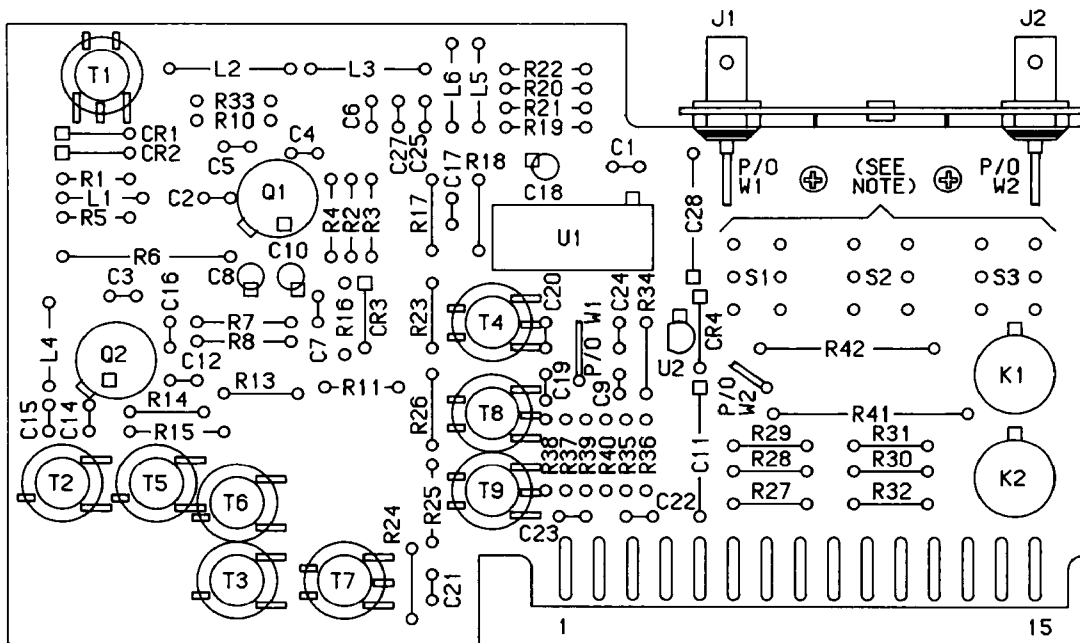 J1
J2
T1
L2
L3
L6
L5
R22
R20
R21
R19
R33
R10
C6
C27
C25
CR1
CR2
C5
C4
C17
R18
C18
C1
P/O
W1
(SEE
NOTE)
P/O
W2
R1
L1
R5
C2
Q1
R4
R2
R3
R17
U1
C28
R6
C8
C10
C3
C16
C7
R16
CR3
R23
T4
C20
P/O W1
C24
R34
U2
CR4
S1
S2
S3
L4
Q2
R7
R8
C12
R13
R11
R42
K1
C15
C14
R14
R15
R26
T8
C19
C9
P/O
W2
R41
R38
R37
R39
R40
R35
R36
C11
R29
R31
R28
R30
R27
R32
K2
T2
T5
T6
T9
R25
C23
C22
T3
T7
R24
C21
1
15